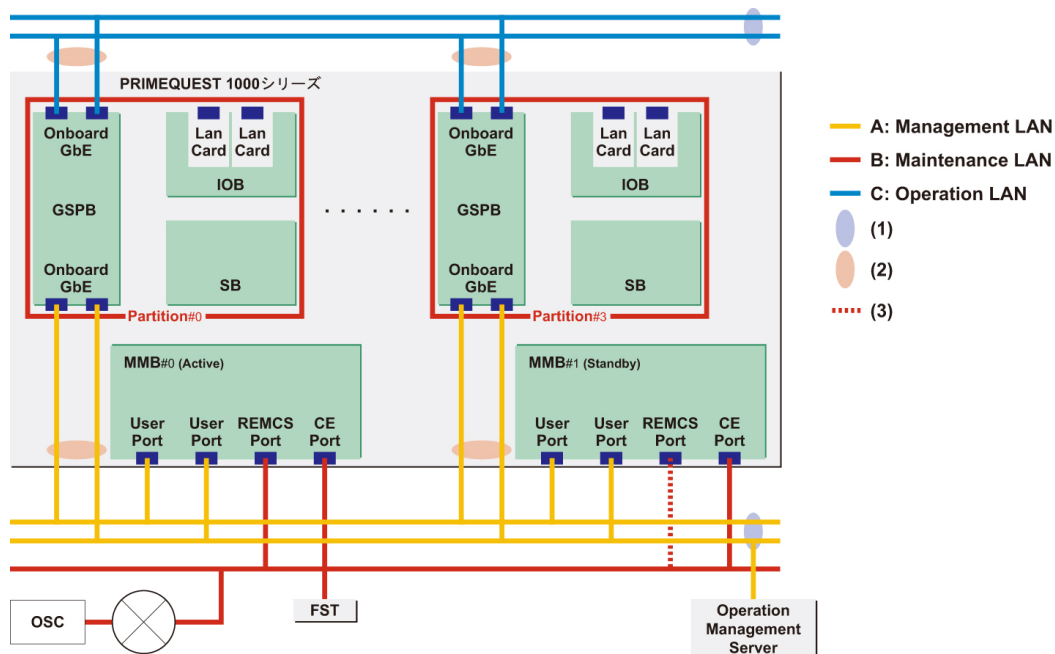 PRIMEQUEST 1000シリーズ
Onboard
GbE
Lan
Card
Lan
Card
IOB
GSPB
Onboard
GbE
SB
Partition#0
. . . . . .
Onboard
GbE
Lan
Card
Lan
Card
IOB
GSPB
Onboard
GbE
SB
Partition#3
A: Management LAN
B: Maintenance LAN
C: Operation LAN
(1)
(2)
(3)
MMB#0 (Active)
User
Port
User
Port
REMCS
Port
CE
Port
MMB#1 (Standby)
User
Port
User
Port
REMCS
Port
CE
Port
OSC
FST
Operation
Management
Server